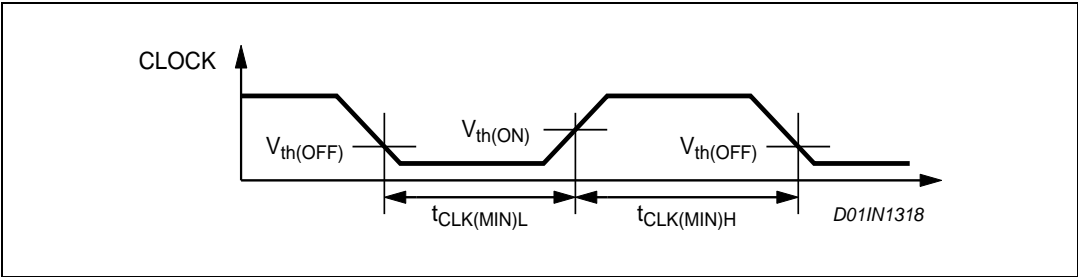 CLOCK
Vth(ON)
Vth(OFF)
Vth(OFF)
tCLK(MIN)L
tCLK(MIN)H
D01IN1318